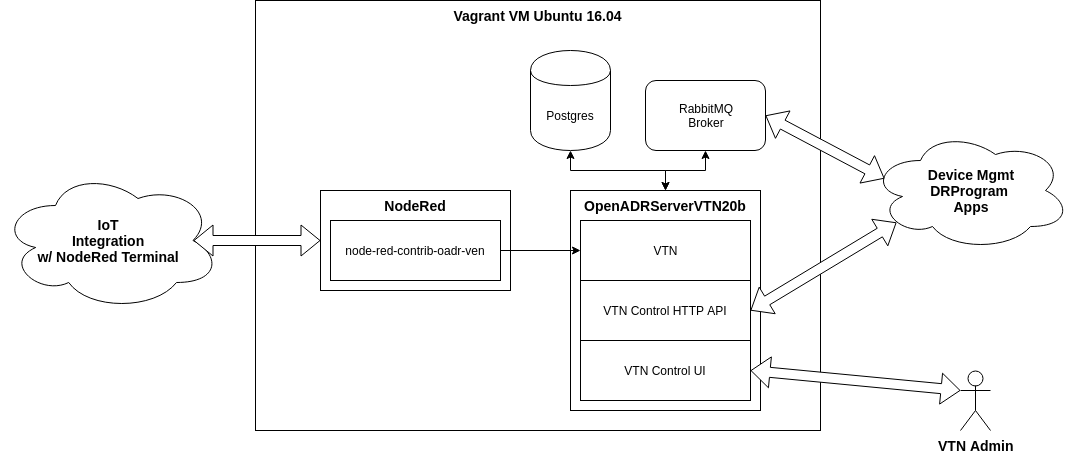 Vagrant VM Ubuntu 16.04
Postgres
RabbitMQ
Broker
Device Mgmt
DRProgram
Apps
IoT
Integration
w/ NodeRed Terminal
NodeRed
node-red-contrib-oadr-ven
OpenADRServerVTN20b
VTN
VTN Control HTTP API
VTN Control UI
VTN Admin